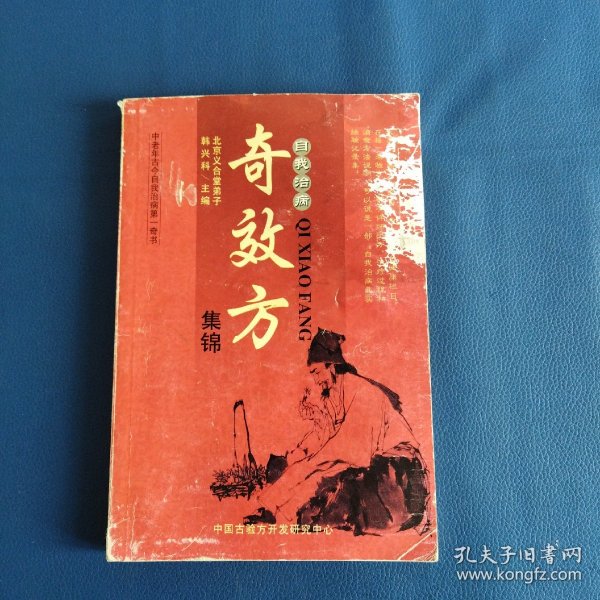 自我治病
奇效方
QI XIAO FANG
集锦
北京义合堂弟子
韩兴科/主编
中老年古今自我治病第一奇书
中国古验方开发研究中心
孔夫子旧书网
www.kongfz.com